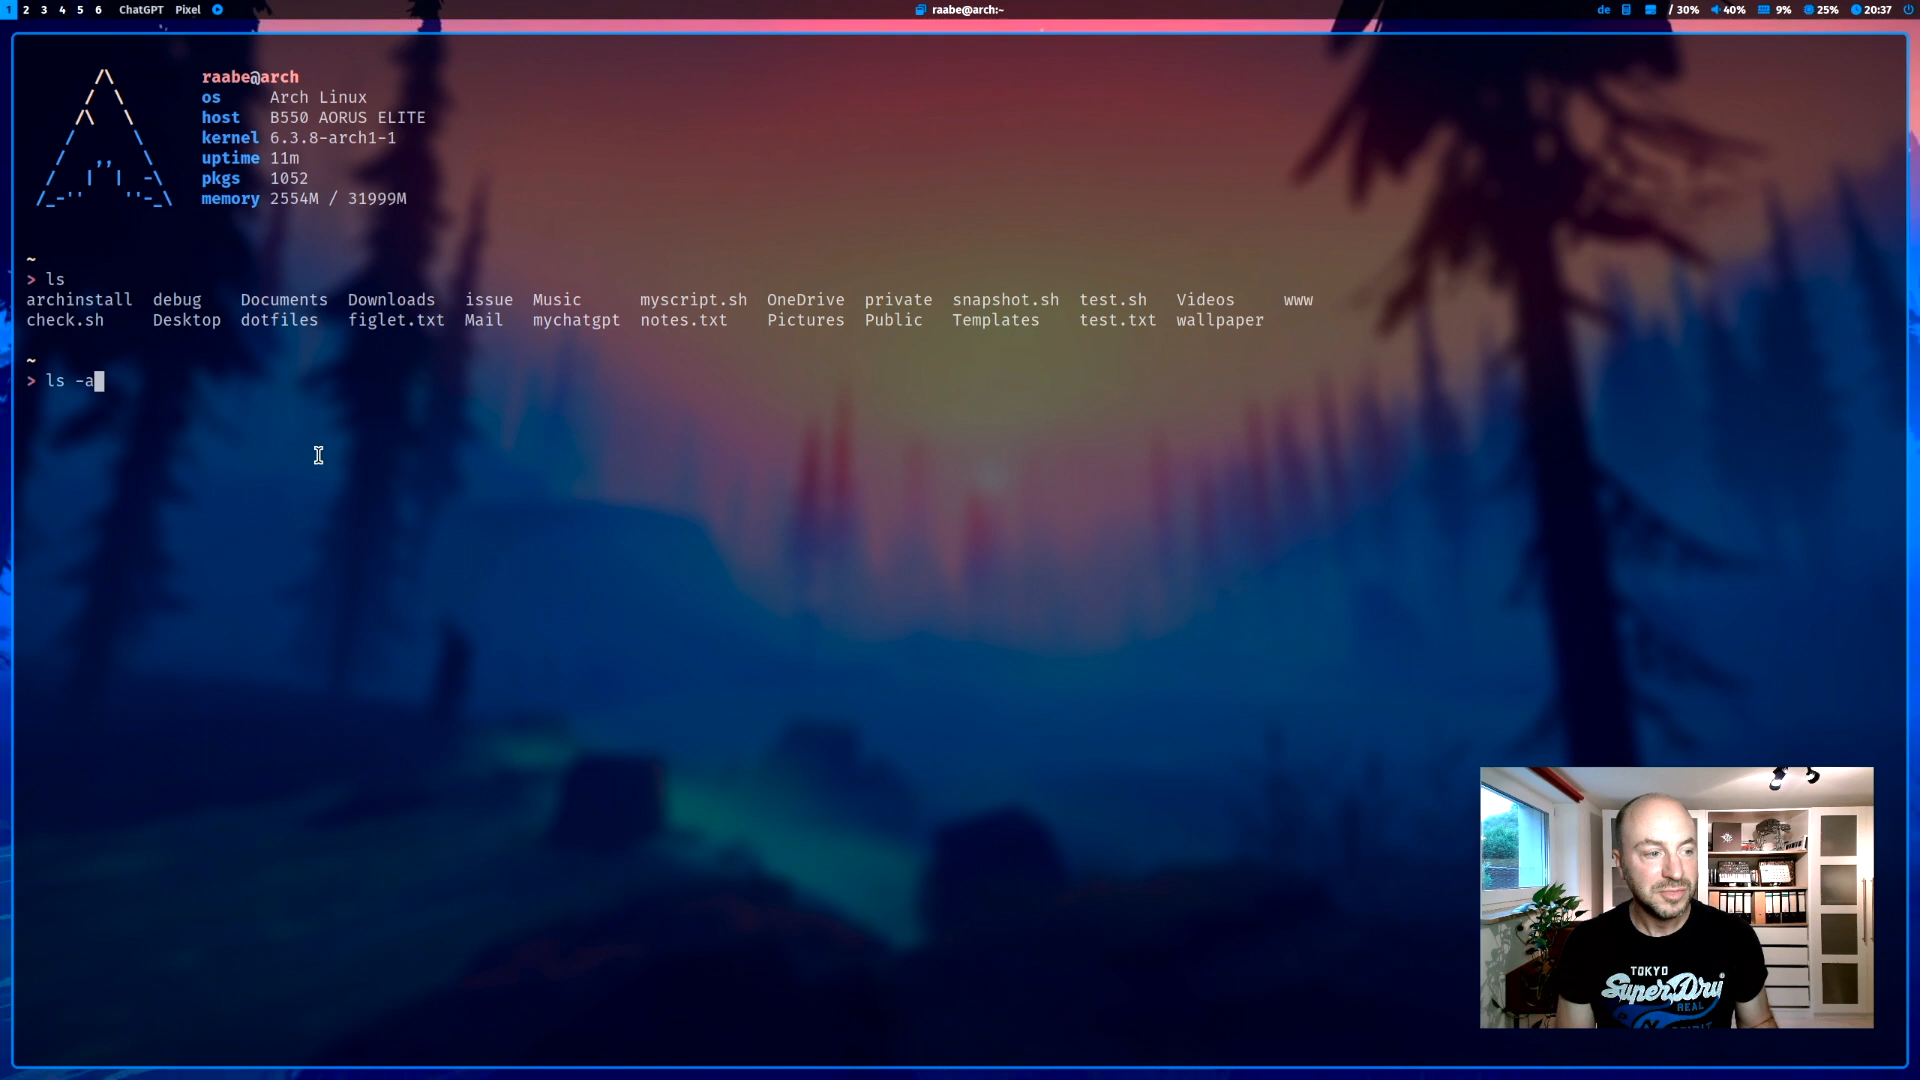 1 2 3 4 5 6 ChatGPT Pixel raabe@arch:~ de / 30% 40% 9% 25% 20:37
raabe@arch
os Arch Linux
host B550 AORUS ELITE
kernel 6.3.8-arch1-1
uptime 11m
pkgs 1052
memory 2554M / 31999M
~
> ls
archinstall debug Documents Downloads issue Music myscript.sh OneDrive private snapshot.sh test.sh Videos www
check.sh Desktop dotfiles figlet.txt Mail mychatgpt notes.txt Pictures Public Templates test.txt wallpaper
~
> ls -a
TOKYO
SuperDry
REAL